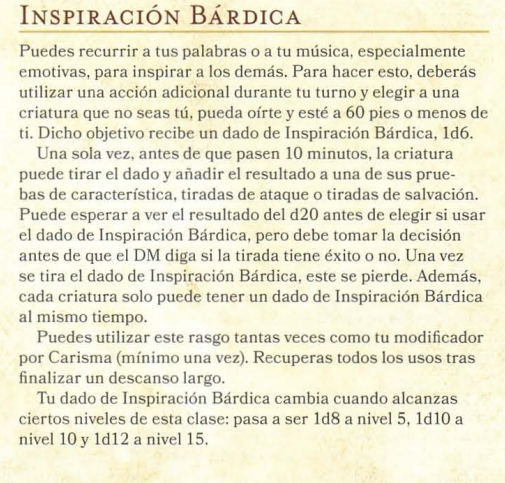 INSPIRACIÓN BÁRDICA
Puedes recurrir a tus palabras o a tu música, especialmente
emotivas, para inspirar a los demás. Para hacer esto, deberás
utilizar una acción adicional durante tu turno y elegir a una
criatura que no seas tú, pueda oírte y esté a 60 pies o menos de
ti. Dicho objetivo recibe un dado de Inspiración Bárdica, 1d6.
Una sola vez, antes de que pasen 10 minutos, la criatura
puede tirar el dado y añadir el resultado a una de sus prue-
bas de característica, tiradas de ataque o tiradas de salvación.
Puede esperar a ver el resultado del d20 antes de elegir si usar
el dado de Inspiración Bárdica, pero debe tomar la decisión
antes de que el DM diga si la tirada tiene éxito o no. Una vez
se tira el dado de Inspiración Bárdica, este se pierde. Además,
cada criatura solo puede tener un dado de Inspiración Bárdica
al mismo tiempo.
Puedes utilizar este rasgo tantas veces como tu modificador
por Carisma (mínimo una vez). Recuperas todos los usos tras
finalizar un descanso largo.
Tu dado de Inspiración Bárdica cambia cuando alcanzas
ciertos niveles de esta clase: pasa a ser 1d8 a nivel 5, 1d10 a
nivel 10 y 1d12 a nivel 15.